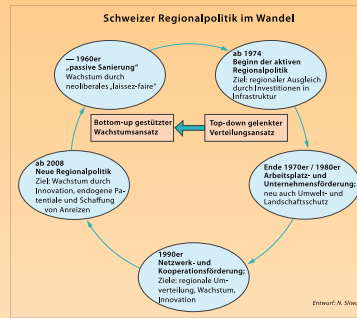 Schweizer Regionalpolitik im Wandel
— 1960er
„passive Sanierung“
Wachstum durch
neoliberales „laissez-faire“
ab 1974
Beginn der aktiven
Regionalpolitik
Ziel: regionaler Ausgleich
durch Investitionen in
Infrastruktur
Bottom-up gestützter
Wachstumsansatz
Top-down gelenkter
Verteilungsansatz
ab 2008
Neue Regionalpolitik
Ziel: Wachstum durch
Innovation, endogene Po-
tentiale und Schaffung
von Anreizen
Ende 1970er / 1980er
Arbeitsplatz- und
Unternehmensförderung;
neu auch Umwelt- und
Landschaftsschutz
1990er
Netzwerk- und
Kooperationsförderung;
Ziele: regionale Um-
verteilung, Wachstum,
Innovation
Entwurf: N. Sliwa